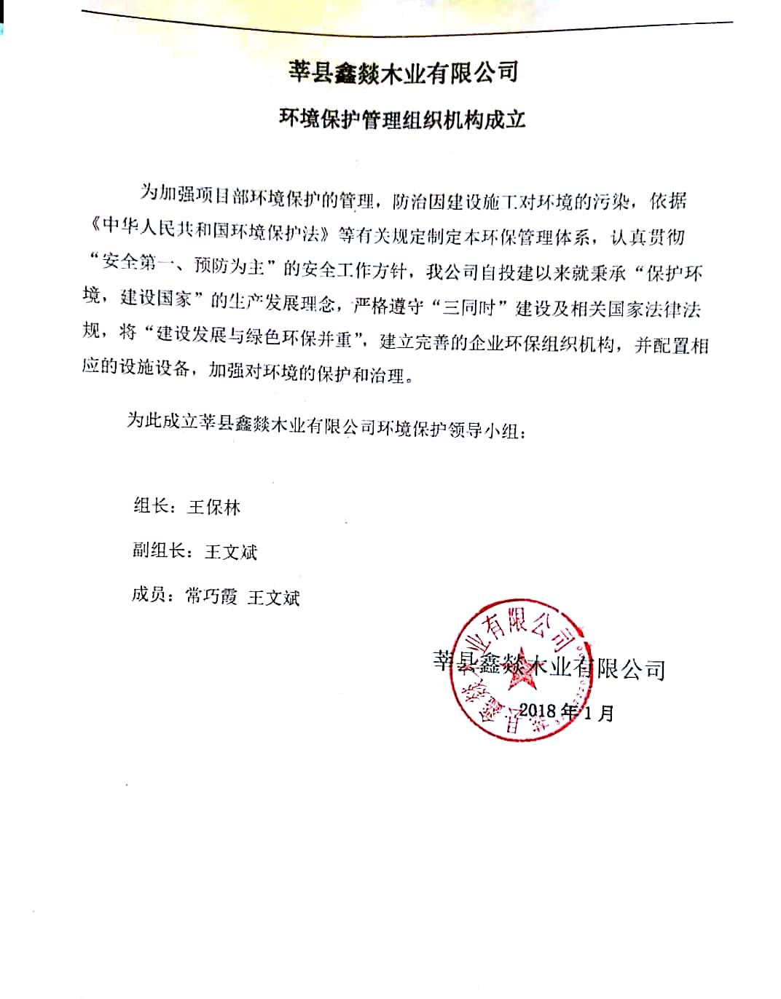 莘县鑫燚木业有限公司
环境保护管理组织机构成立
为加强项目部环境保护的管理，防治因建设施工对环境的污染，依据
《中华人民共和国环境保护法》等有关规定制定本环保管理体系，认真贯彻
“安全第一、预防为主”的安全工作方针，我公司自投建以来就秉承“保护环
境，建设国家”的生产发展理念，严格遵守“三同时”建设及相关国家法律法
规，将“建设发展与绿色环保并重”，建立完善的企业环保组织机构，并配置相
应的设施设备，加强对环境的保护和治理。
为此成立莘县鑫燚木业有限公司环境保护领导小组：
组长：王保林
副组长：王文斌
成员：常巧霞 王文斌
莘县鑫燚木业有限公司
2018 年 1 月
莘县鑫燚木业有限公司